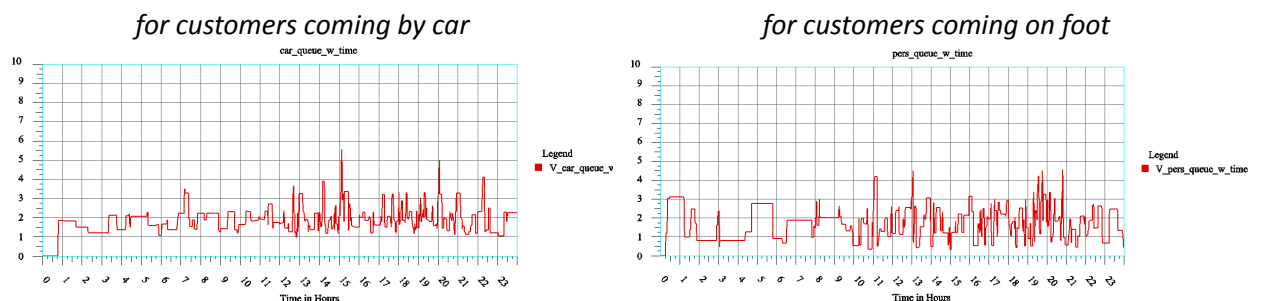 for customers coming by car
car_queue_w_time
10
9
8
7
6
5
4
3
2
1
0
0 1 2 3 4 5 6 7 8 9 10 11 12 13 14 15 16 17 18 19 20 21 22 23
Time in Hours
Legend
V_car_queue_w
for customers coming on foot
pers_queue_w_time
10
9
8
7
6
5
4
3
2
1
0
0 1 2 3 4 5 6 7 8 9 10 11 12 13 14 15 16 17 18 19 20 21 22 23
Time in Hours
Legend
V_pers_queue_w_time